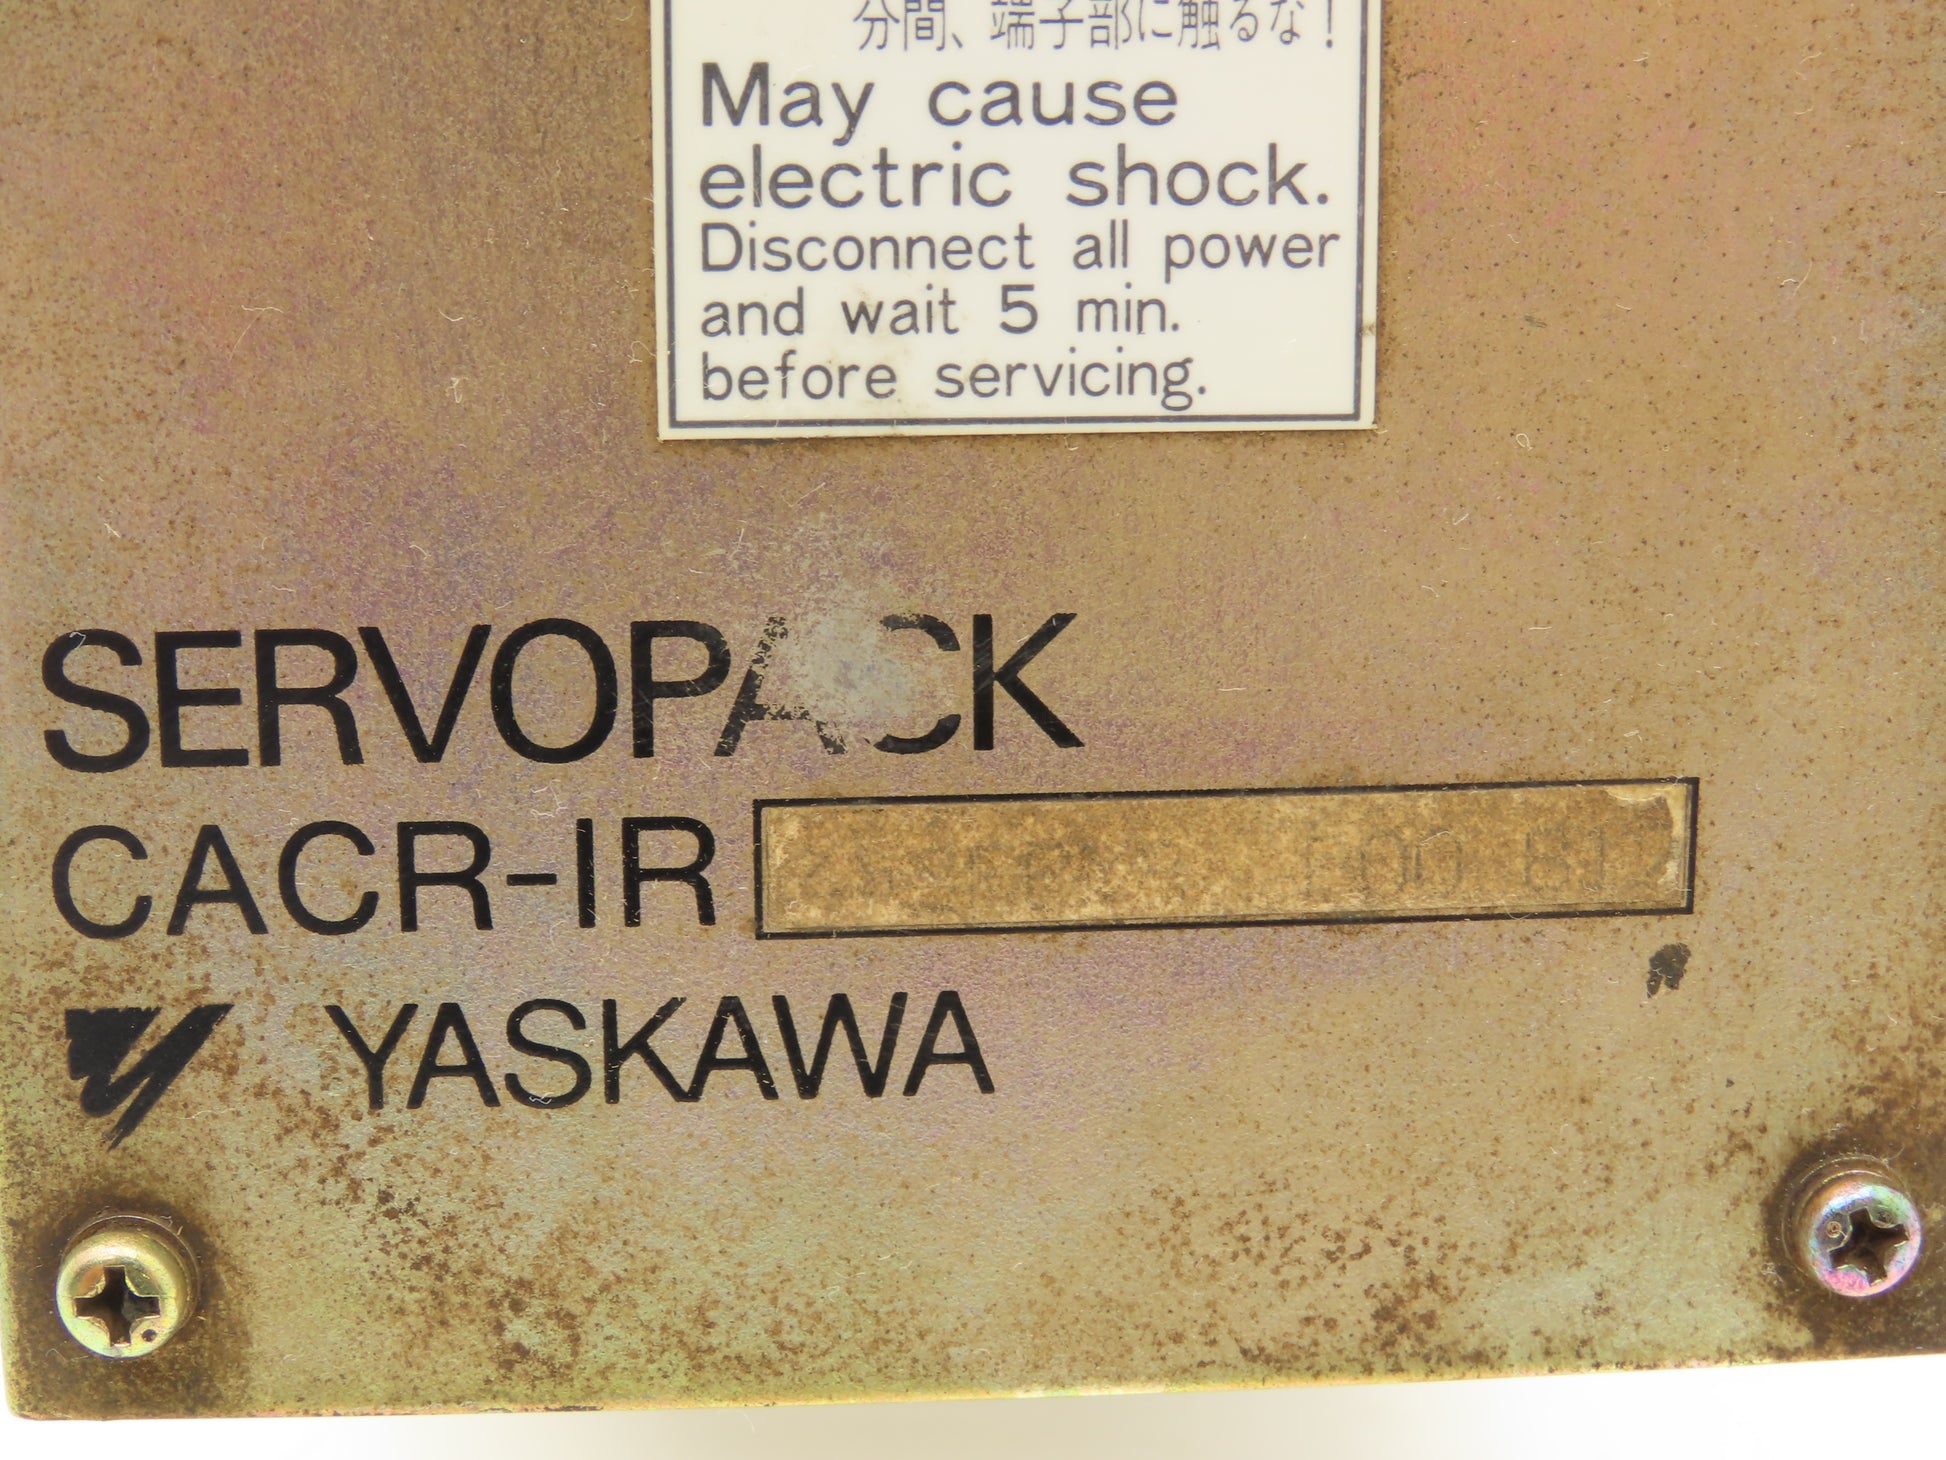 分間、端子部に触るな!
May cause
electric shock.
Disconnect all power
and wait 5 min.
before servicing.
SERVOPACK
CACR-IR
YASKAWA